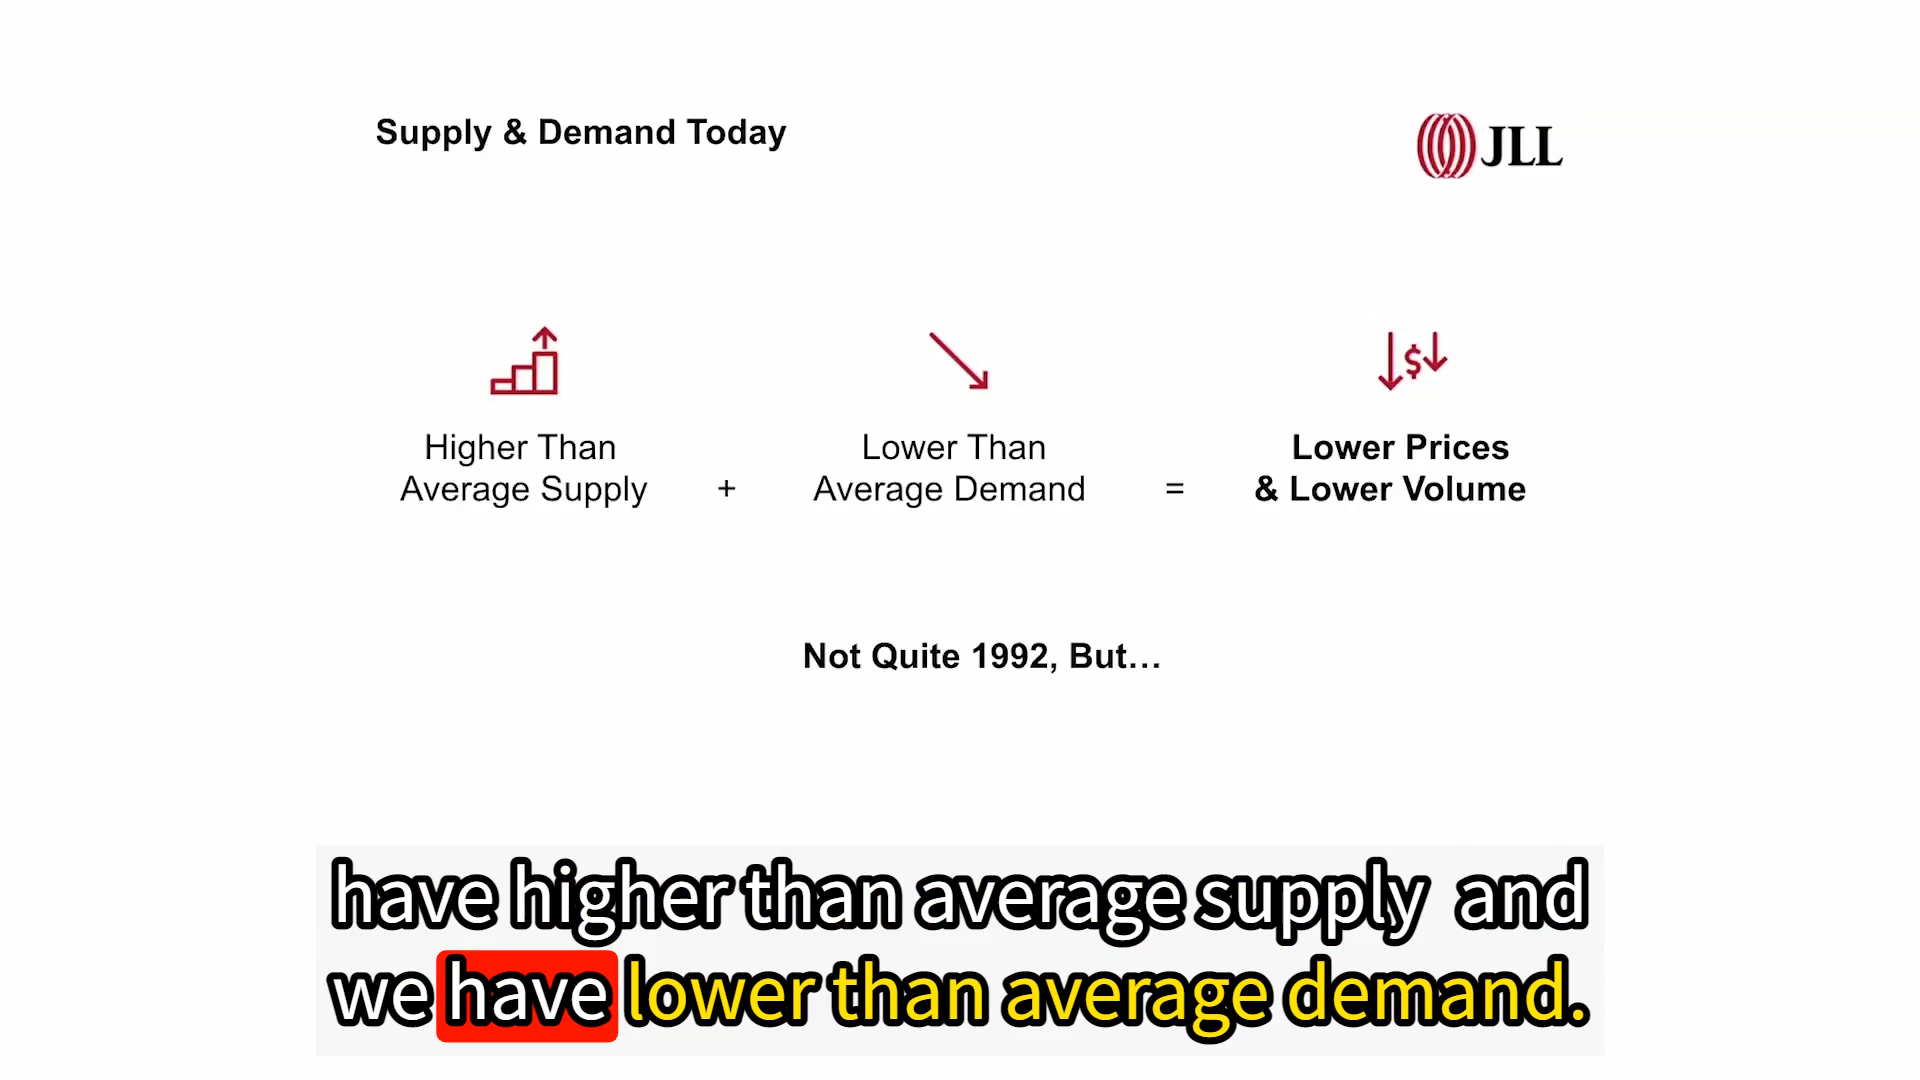 Supply & Demand Today
JLL
$
Higher Than
Average Supply
+
Lower Than
Average Demand
=
Lower Prices
& Lower Volume
Not Quite 1992, But…
have higher than average supply and
we have lower than average demand.